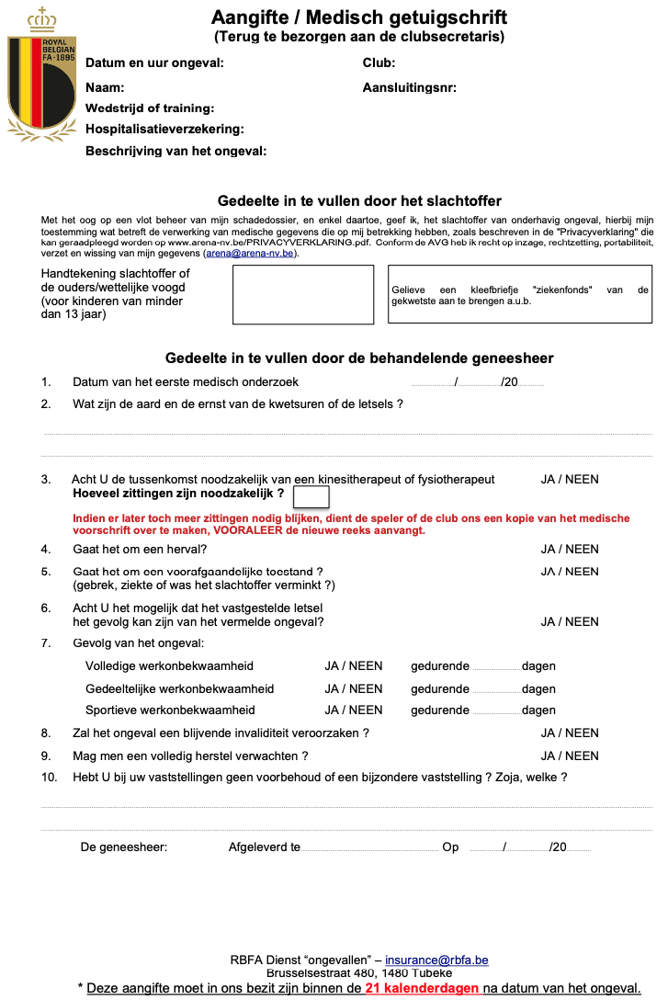 Aangifte / Medisch getuigschrift
(Terug te bezorgen aan de clubsecretaris)
ROYAL
BELGIAN
FA-1895
Datum en uur ongeval: Club:
Naam: Aansluitingsnr:
Wedstrijd of training:
Hospitalisatieverzekering:
Beschrijving van het ongeval:
Gedeelte in te vullen door het slachtoffer
Met het oog op een vlot beheer van mijn schadedossier, en enkel daartoe, geef ik, het slachtoffer van onderhavig ongeval, hierbij mijn
toestemming wat betreft de verwerking van medische gegevens die op mij betrekking hebben, zoals beschreven in de "Privacyverklaring" die
kan geraadpleegd worden op www.arena-nv.be/PRIVACYVERKLARING.pdf. Conform de AVG heb ik recht op inzage, rechtzetting, portabiliteit,
verzet en wissing van mijn gegevens (arena@arena-nv.be).
Handtekening slachtoffer of
de ouders/wettelijke voogd
(voor kinderen van minder
dan 13 jaar)
Gelieve een kleefbriefje "ziekenfonds" van de
gekwetste aan te brengen a.u.b.
Gedeelte in te vullen door de behandelende geneesheer
1. Datum van het eerste medisch onderzoek ............/............/20........
2. Wat zijn de aard en de ernst van de kwetsuren of de letsels ?
3. Acht U de tussenkomst noodzakelijk van een kinesitherapeut of fysiotherapeut JA / NEEN
Hoeveel zittingen zijn noodzakelijk ?
Indien er later toch meer zittingen nodig blijken, dient de speler of de club ons een kopie van het medische
voorschrift over te maken, VOORALEER de nieuwe reeks aanvangt.
4. Gaat het om een herval? JA / NEEN
5. Gaat het om een voorafgaandelijke toestand ? JA / NEEN
(gebrek, ziekte of was het slachtoffer verminkt ?)
6. Acht U het mogelijk dat het vastgestelde letsel
het gevolg kan zijn van het vermelde ongeval? JA / NEEN
7. Gevolg van het ongeval:
Volledige werkonbekwaamheid JA / NEEN gedurende ..............dagen
Gedeeltelijke werkonbekwaamheid JA / NEEN gedurende ..............dagen
Sportieve werkonbekwaamheid JA / NEEN gedurende ..............dagen
8. Zal het ongeval een blijvende invaliditeit veroorzaken ? JA / NEEN
9. Mag men een volledig herstel verwachten ? JA / NEEN
10. Hebt U bij uw vaststellingen geen voorbehoud of een bijzondere vaststelling ? Zoja, welke ?
De geneesheer: Afgeleverd te........................................ Op ........./............/20.......
RBFA Dienst “ongevallen” – insurance@rbfa.be
Brusselsestraat 480, 1480 Tubeke
* Deze aangifte moet in ons bezit zijn binnen de 21 kalenderdagen na datum van het ongeval.